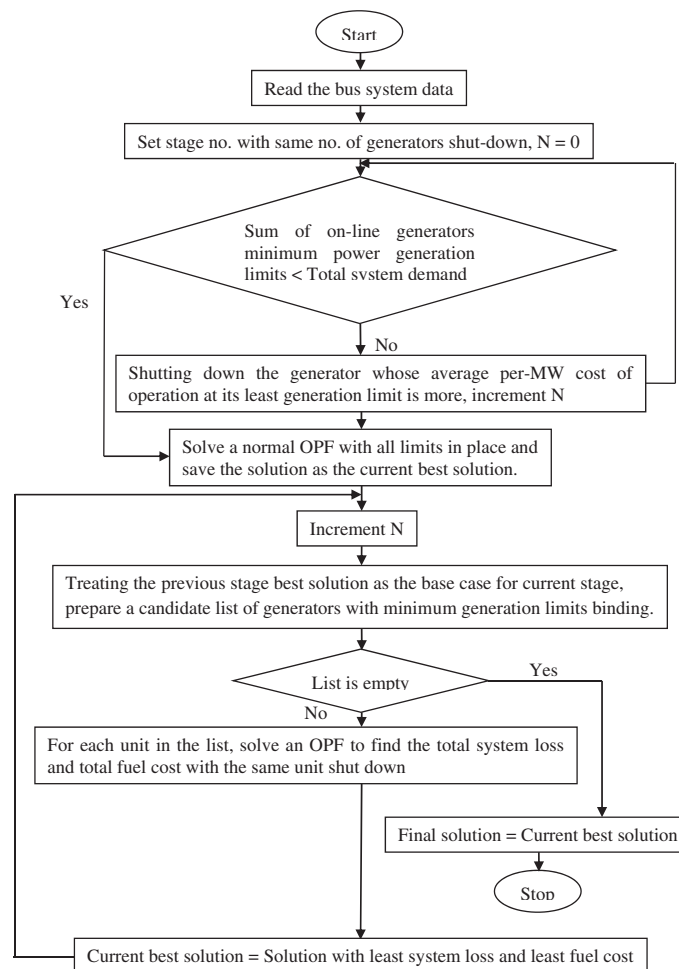 Start
Read the bus system data
Set stage no. with same no. of generators shut-down, N = 0
Sum of on-line generators
minimum power generation
limits < Total system demand
Yes
No
Shutting down the generator whose average per-MW cost of
operation at its least generation limit is more, increment N
Solve a normal OPF with all limits in place and
save the solution as the current best solution.
Increment N
Treating the previous stage best solution as the base case for current stage,
prepare a candidate list of generators with minimum generation limits binding.
List is empty
Yes
No
For each unit in the list, solve an OPF to find the total system loss
and total fuel cost with the same unit shut down
Final solution = Current best solution
Stop
Current best solution = Solution with least system loss and least fuel cost